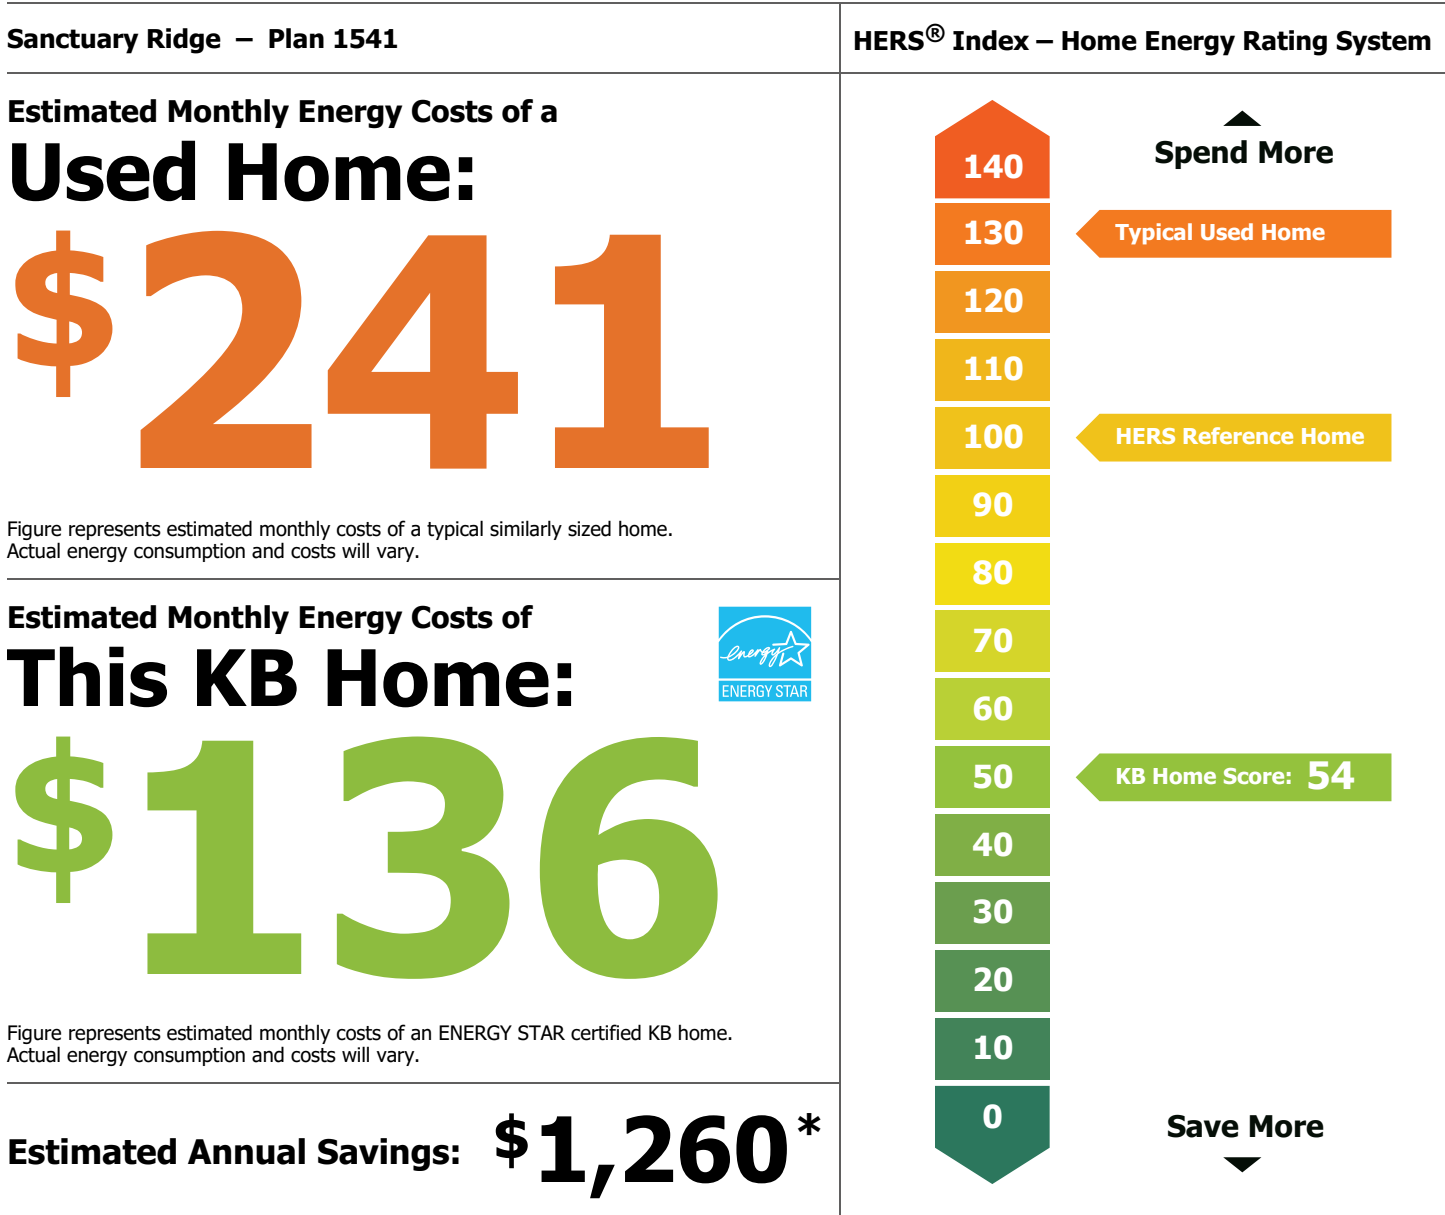 Sanctuary Ridge – Plan 1541
Estimated Monthly Energy Costs of a
Used Home:
$241
Figure represents estimated monthly costs of a typical similarly sized home.
Actual energy consumption and costs will vary.
Estimated Monthly Energy Costs of
This KB Home:
energy
ENERGY STAR
$136
Figure represents estimated monthly costs of an ENERGY STAR certified KB home.
Actual energy consumption and costs will vary.
Estimated Annual Savings: $1,260*
HERS® Index – Home Energy Rating System
Spend More
140
130 Typical Used Home
120
110
100 HERS Reference Home
90
80
70
60
50 KB Home Score: 54
40
30
20
10
0
Save More